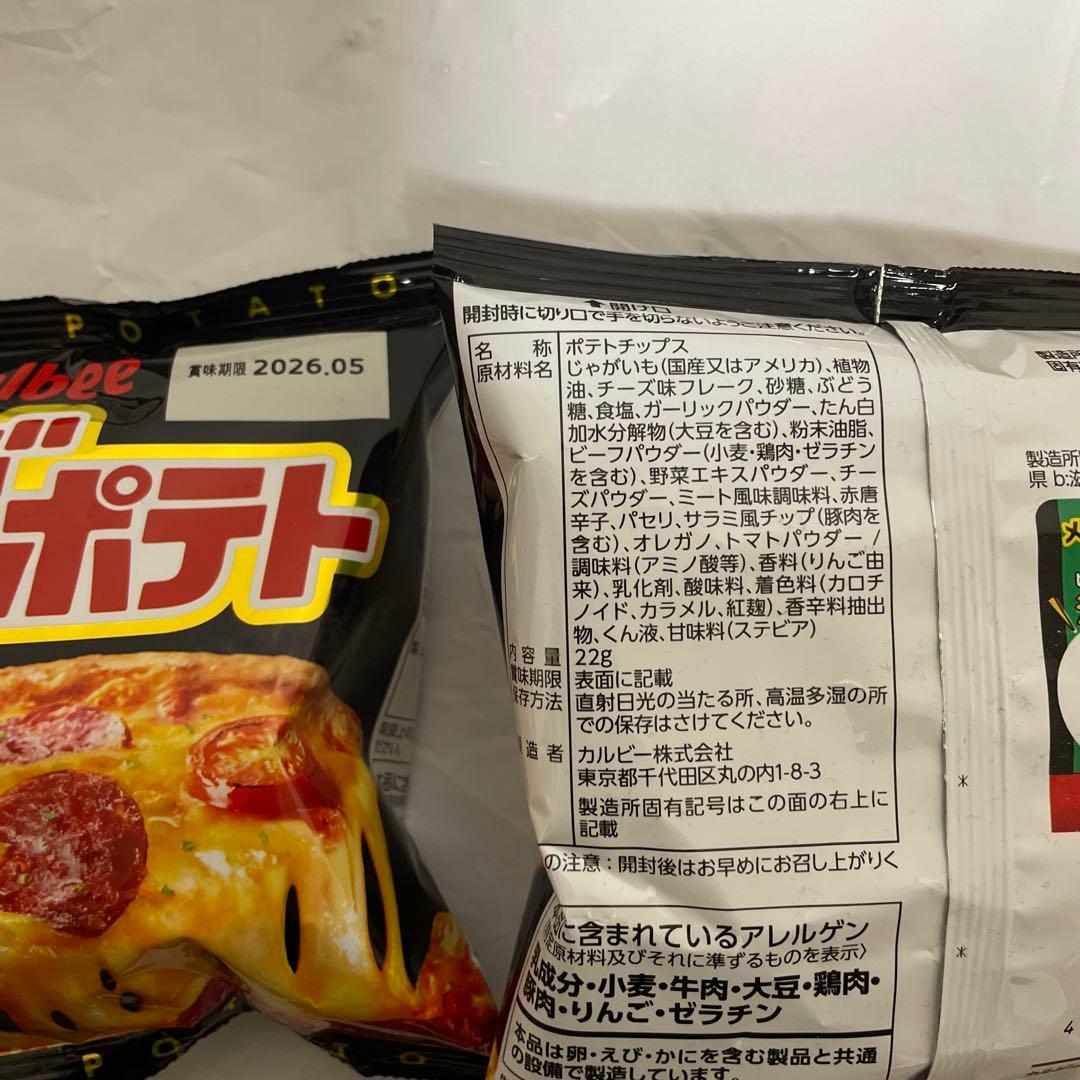 POTATO
lbee
賞味期限 2026.05
ポテト
POTATO
開け口
開封時に切り口で手を切らないようご注意ください。
名称 ポテトチップス
原材料名 じゃがいも(国産又はアメリカ)、植物
油、チーズ味フレーク、砂糖、ぶどう
糖、食塩、ガーリックパウダー、たん白
加水分解物(大豆を含む)、粉末油脂、
ビーフパウダー(小麦・鶏肉・ゼラチン
を含む)、野菜エキスパウダー、チー
ズパウダー、ミート風味調味料、赤唐
辛子、パセリ、サラミ風チップ(豚肉を
含む)、オレガノ、トマトパウダー /
調味料(アミノ酸等)、香料(りんご由
来)、乳化剤、酸味料、着色料(カロチ
ノイド、カラメル、紅麹)、香辛料抽出
物、くん液、甘味料(ステビア)
内容量 22g
賞味期限 表面に記載
保存方法 直射日光の当たる所、高温多湿の所
での保存はさけてください。
造者 カルビー株式会社
東京都千代田区丸の内1-8-3
製造所固有記号はこの面の右上に
記載
の注意：開封後はお早めにお召し上がりく
に含まれているアレルゲン
原材料及びそれに準ずるものを表示〉
乳成分・小麦・牛肉・大豆・鶏肉・
豚肉・りんご・ゼラチン
本品は卵・えび・かにを含む製品と共通
の設備で製造しています。
製造所
固有
製造所
県 b:滋